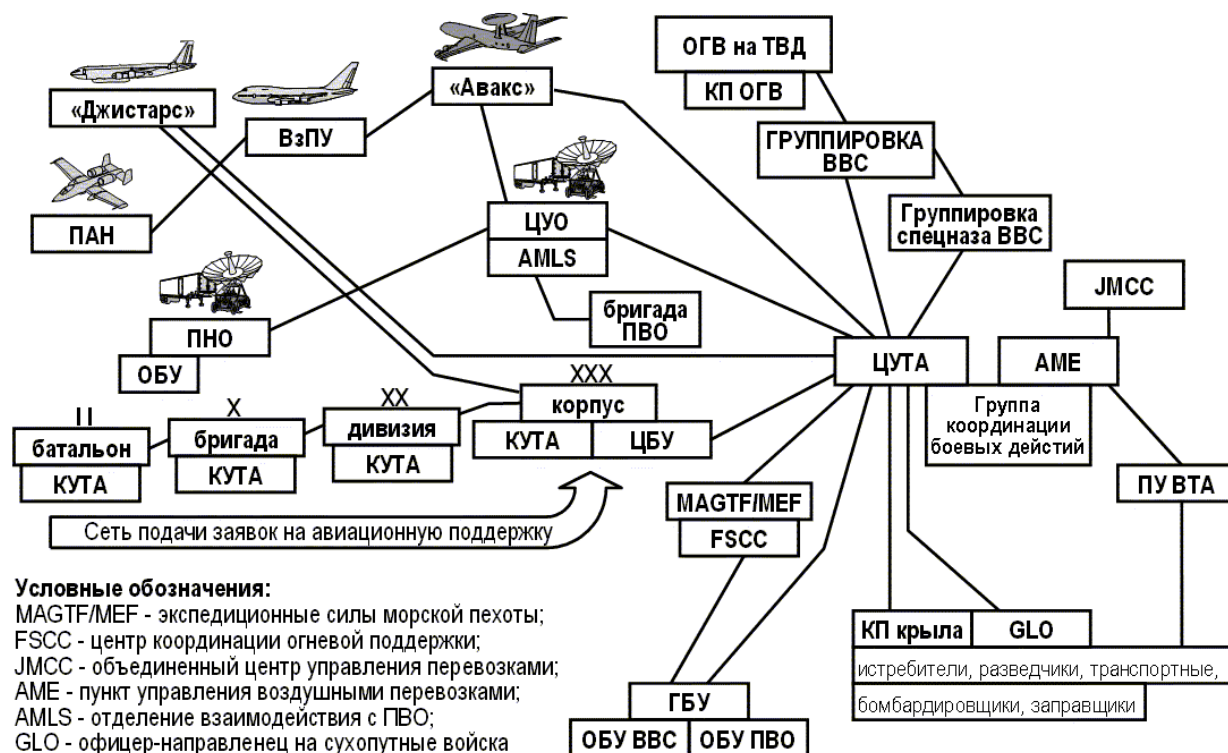 ОГВ на ТВД
КП ОГВ
«Авакс»
«Джистарс»
ВзПУ
ГРУППИРОВКА
ВВС
ПАН
ЦУО
AMLS
Группировка
спецназа ВВС
JMCC
бригада
ПВО
ПНО
ОБУ
ЦУТА
АМЕ
XXX
корпус
КУТА
ЦБУ
XX
дивизия
КУТА
X
бригада
КУТА
II
батальон
КУТА
Группа
координации
боевых дейстий
ПУ ВТА
Сеть подачи заявок на авиационную поддержку
MAGTF/MEF
FSCC
КП крыла
GLO
истребители, разведчики, транспортные,
бомбардировщики, заправщики
ГБУ
ОБУ ВВС
ОБУ ПВО
Условные обозначения:
MAGTF/MEF - экспедиционные силы морской пехоты;
FSCC - центр координации огневой поддержки;
JMCC - объединенный центр управления перевозками;
AME - пункт управления воздушными перевозками;
AMLS - отделение взаимодействия с ПВО;
GLO - офицер-направленец на сухопутные войска